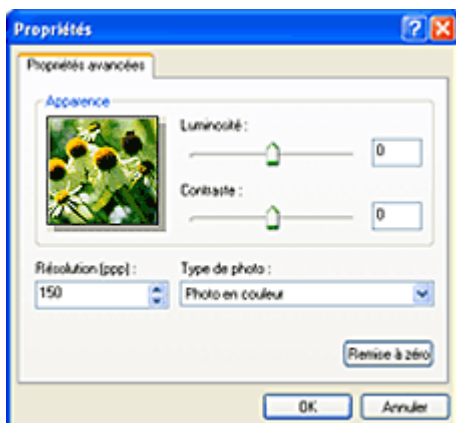 Propriétés
Propriétés avancées
Apparence
Luminosité :
0
Contraste :
0
Résolution (ppp) :
Type de photo :
150
Photo en couleur
Remise à zéro
OK
Annuler